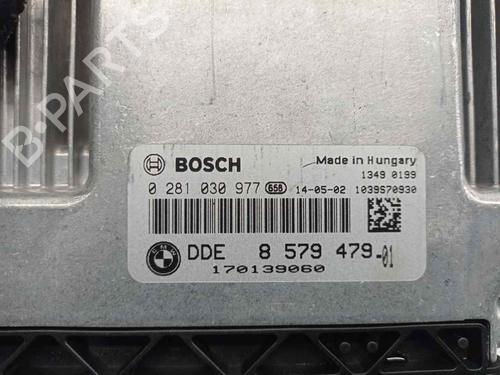 B-PARTS
BOSCH
Made in Hungary
1349 0199
0 281 030 977 658 14-05-02 1039S70930
DDE 8 579 479-01
170139060